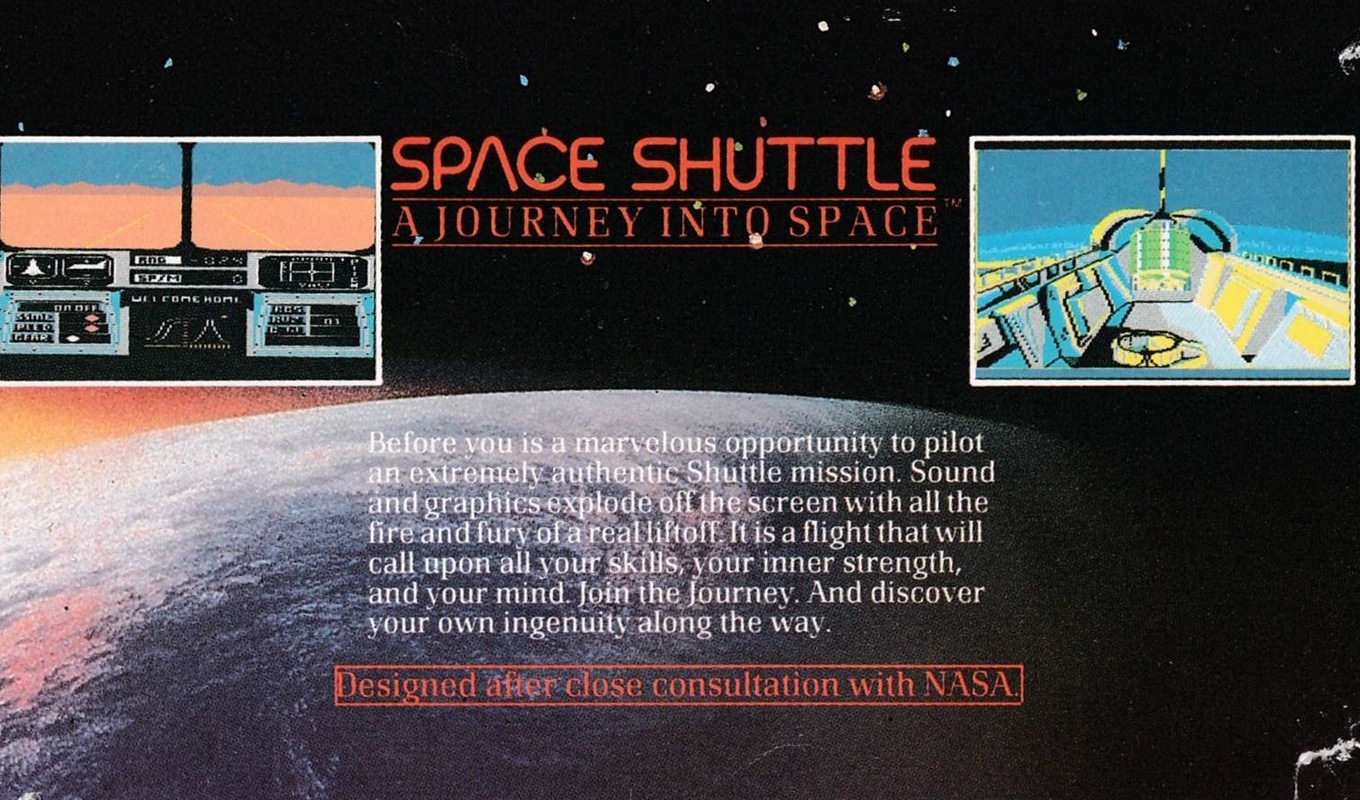 SPACE SHUTTLE
A JOURNEY INTO SPACE™
WELCOME HOME
ON OFF
Before you is a marvelous opportunity to pilot
an extremely authentic Shuttle mission. Sound
and graphics explode off the screen with all the
fire and fury of a real liftoff. It is a flight that will
call upon all your skills, your inner strength,
and your mind. Join the Journey. And discover
your own ingenuity along the way.
Designed after close consultation with NASA.